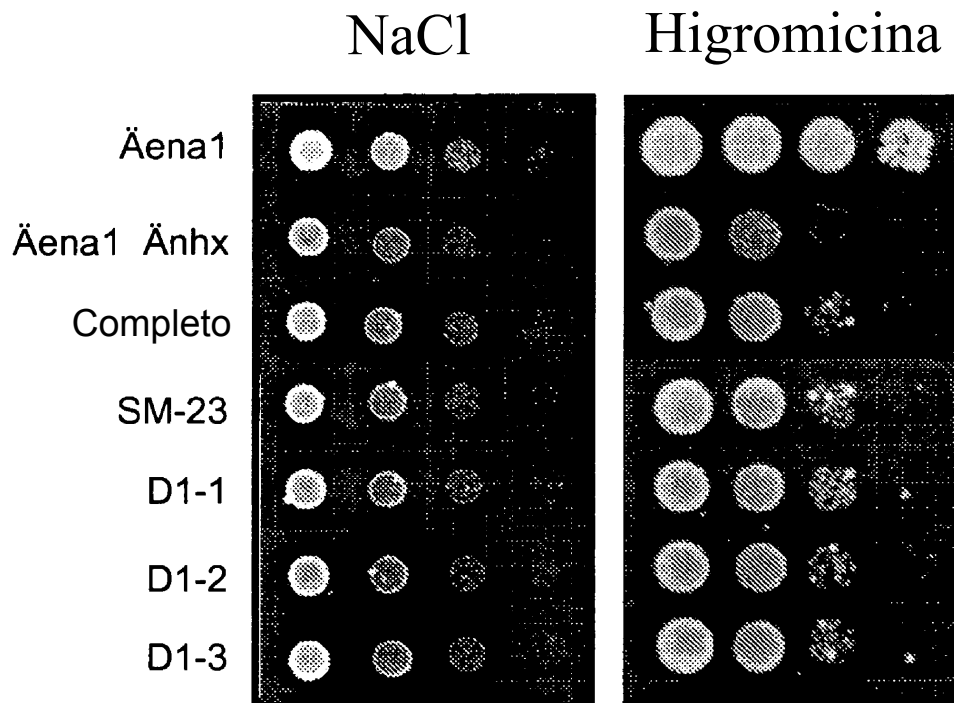 NaCl Higromicina
Äena1
Äena1 Änhx
Completo
SM-23
D1-1
D1-2
D1-3